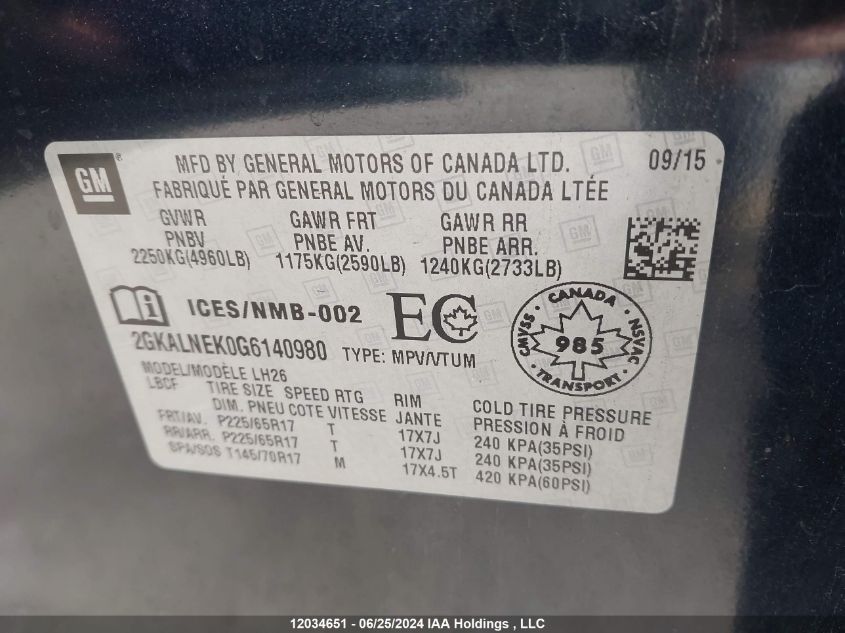 GM
MFD BY GENERAL MOTORS OF CANADA LTD. 09/15
FABRIQUÉ PAR GENERAL MOTORS DU CANADA LTÉE
GVWR GAWR FRT GAWR RR
PNBV PNBE AV. PNBE ARR.
2250KG(4960LB) 1175KG(2590LB) 1240KG(2733LB)
ICES/NMB-002 EC
CANADA
CMVSS 985 NSVAC
TRANSPORT
2GKALNEK0G6140980 TYPE: MPV/VTUM
MODEL/MODÈLE LH26
LBCF TIRE SIZE SPEED RTG RIM COLD TIRE PRESSURE
DIM. PNEU COTE VITESSE JANTE PRESSION À FROID
FRT/AV. P225/65R17 T 17X7J 240 KPA(35PSI)
RR/ARR. P225/65R17 T 17X7J 240 KPA(35PSI)
SPA/SOS T145/70R17 M 17X4.5T 420 KPA(60PSI)
12034651 - 06/25/2024 IAA Holdings , LLC